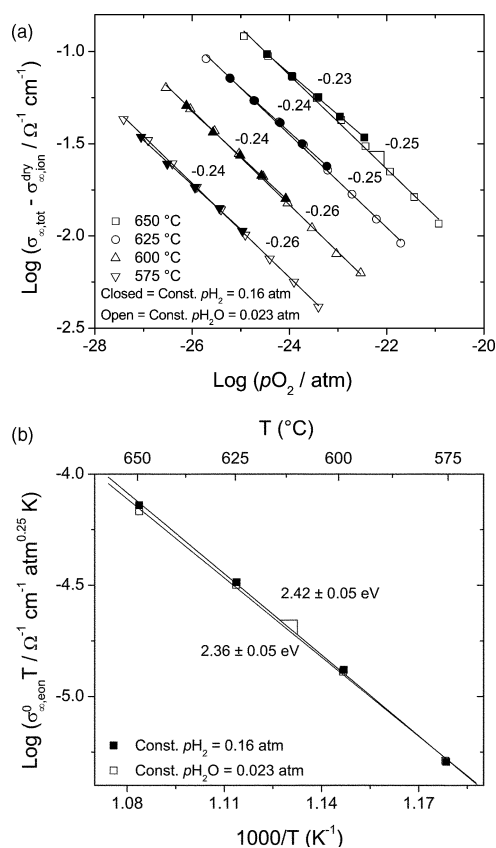 (a)
Log (σ∞,tot - σ∞,ion^dry / Ω⁻¹ cm⁻¹)
-1.0
-1.5
-2.0
-2.5
-0.23
-0.24
-0.25
-0.24
-0.25
-0.24
-0.26
-0.26
650 °C
625 °C
600 °C
575 °C
Closed = Const. pH₂ = 0.16 atm
Open = Const. pH₂O = 0.023 atm
-28 -26 -24 -22 -20
Log (pO₂ / atm)
(b)
T (°C)
650 625 600 575
Log (σ⁰∞,eon T / Ω⁻¹ cm⁻¹ atm^0.25 K)
-4.0
-4.5
-5.0
2.42 ± 0.05 eV
2.36 ± 0.05 eV
Const. pH₂ = 0.16 atm
Const. pH₂O = 0.023 atm
1.08 1.11 1.14 1.17
1000/T (K⁻¹)